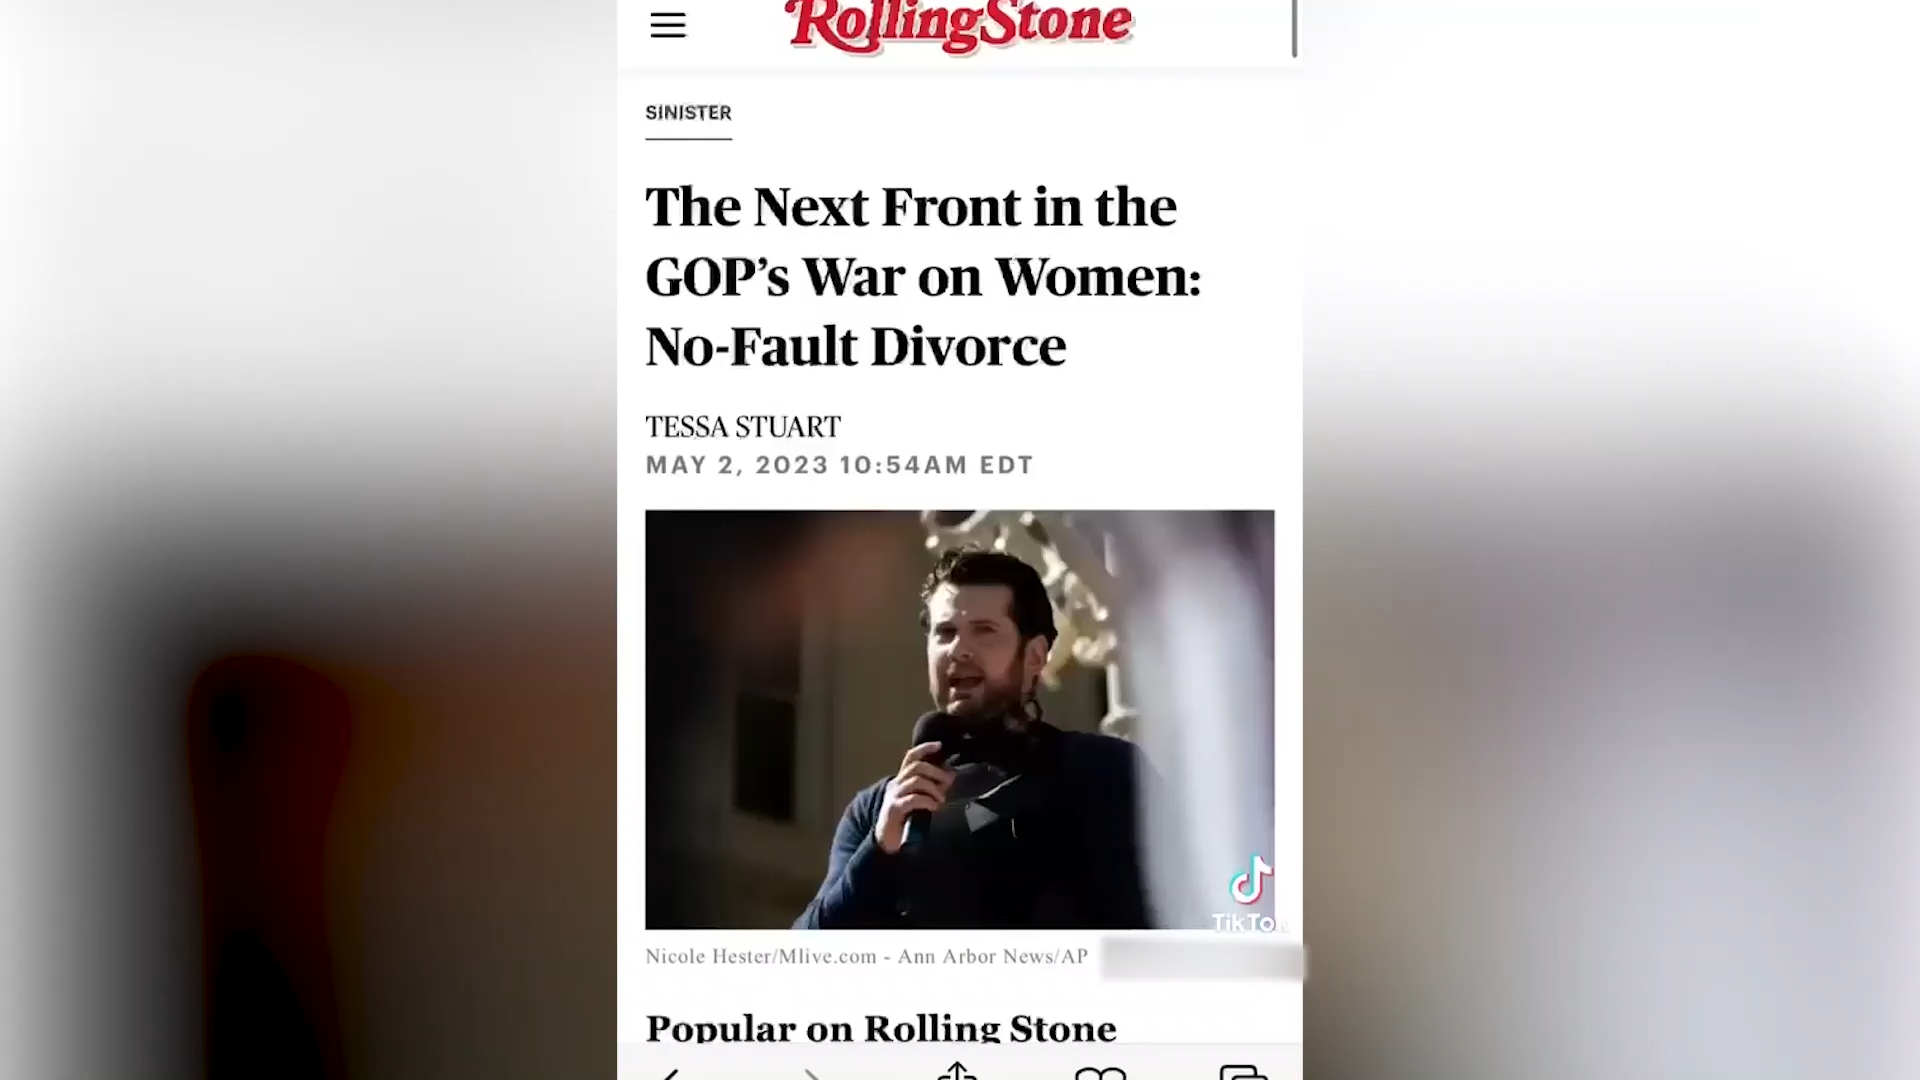 RollingStone
SINISTER
The Next Front in the
GOP’s War on Women:
No-Fault Divorce
TESSA STUART
MAY 2, 2023 10:54AM EDT
TikTok
Nicole Hester/Mlive.com - Ann Arbor News/AP
Popular on Rolling Stone